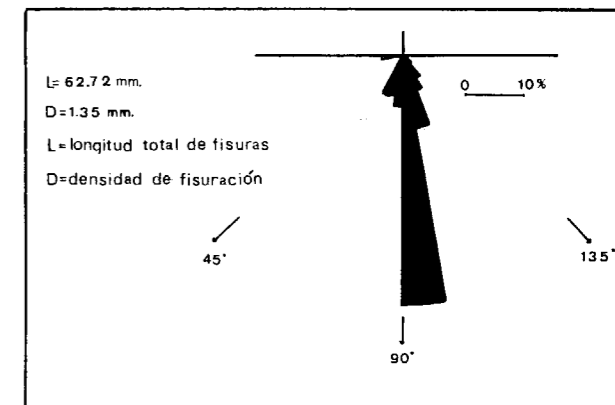 L= 62.72 mm.
D=1.35 mm.
L=longitud total de fisuras
D=densidad de fisuración
0 10%
45°
135°
90°